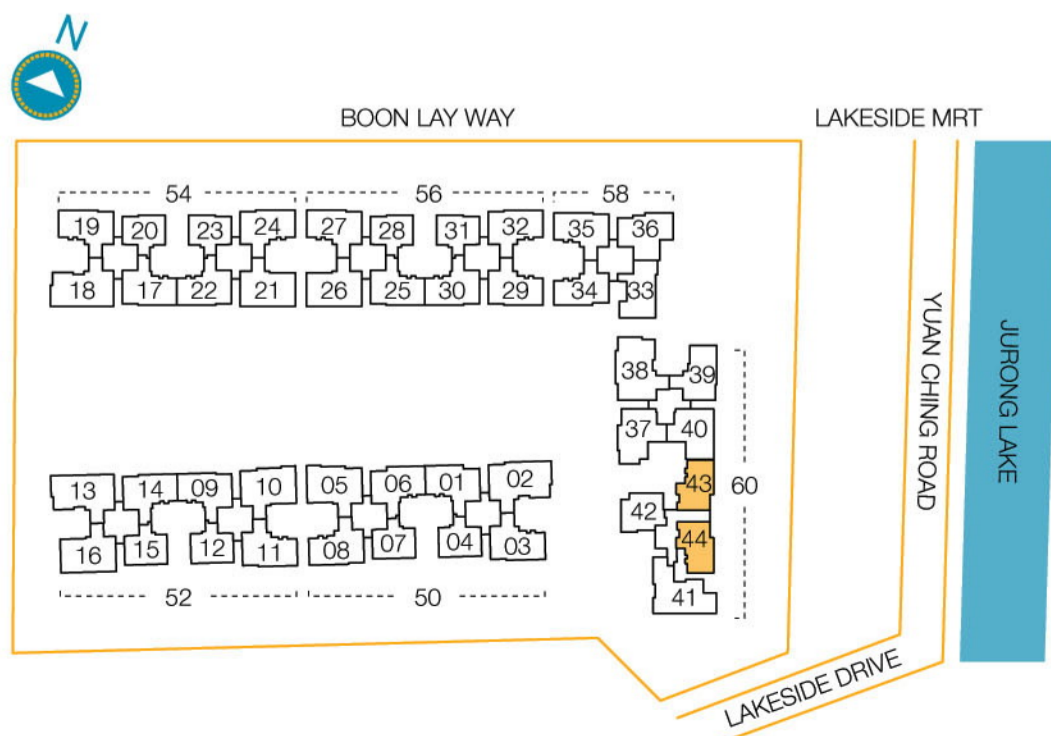 N
BOON LAY WAY
LAKESIDE MRT
54
56
58
19 20 23 24 27 28 31 32 35 36
18 17 22 21 26 25 30 29 34 33
38 39
37 40
YUAN CHING ROAD
JURONG LAKE
13 14 09 10 05 06 01 02
43
60
42
44
16 15 12 11 08 07 04 03
41
52
50
LAKESIDE DRIVE